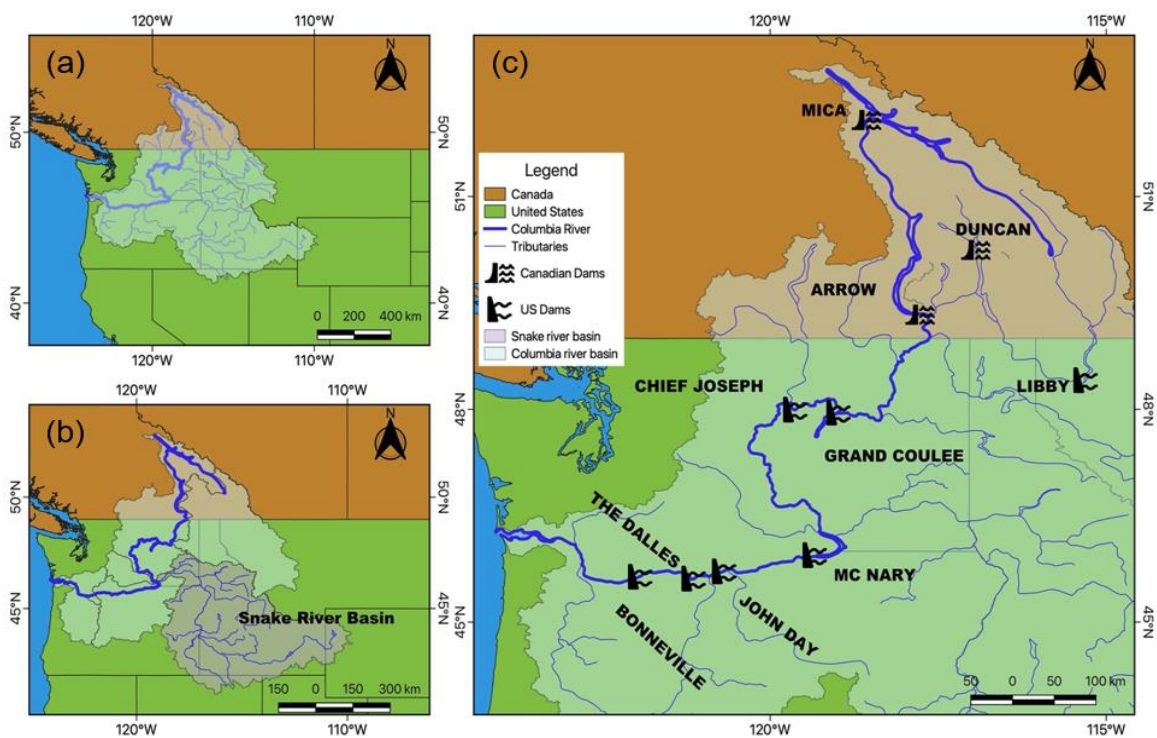 120°W
110°W
(a)
N
50°N
50°N
40°N
40°N
0 200 400 km
120°W
110°W
120°W
110°W
(b)
N
50°N
50°N
45°N
45°N
Snake River Basin
150 0 150 300 km
120°W
110°W
120°W
115°W
(c)
N
MICA
51°N
51°N
DUNCAN
ARROW
Legend
Canada
United States
Columbia River
Tributaries
Canadian Dams
US Dams
Snake river basin
Columbia river basin
CHIEF JOSEPH
LIBBY
48°N
48°N
GRAND COULEE
THE DALLES
MC NARY
JOHN DAY
BONNEVILLE
45°N
45°N
50 0 50 100 km
120°W
115°W